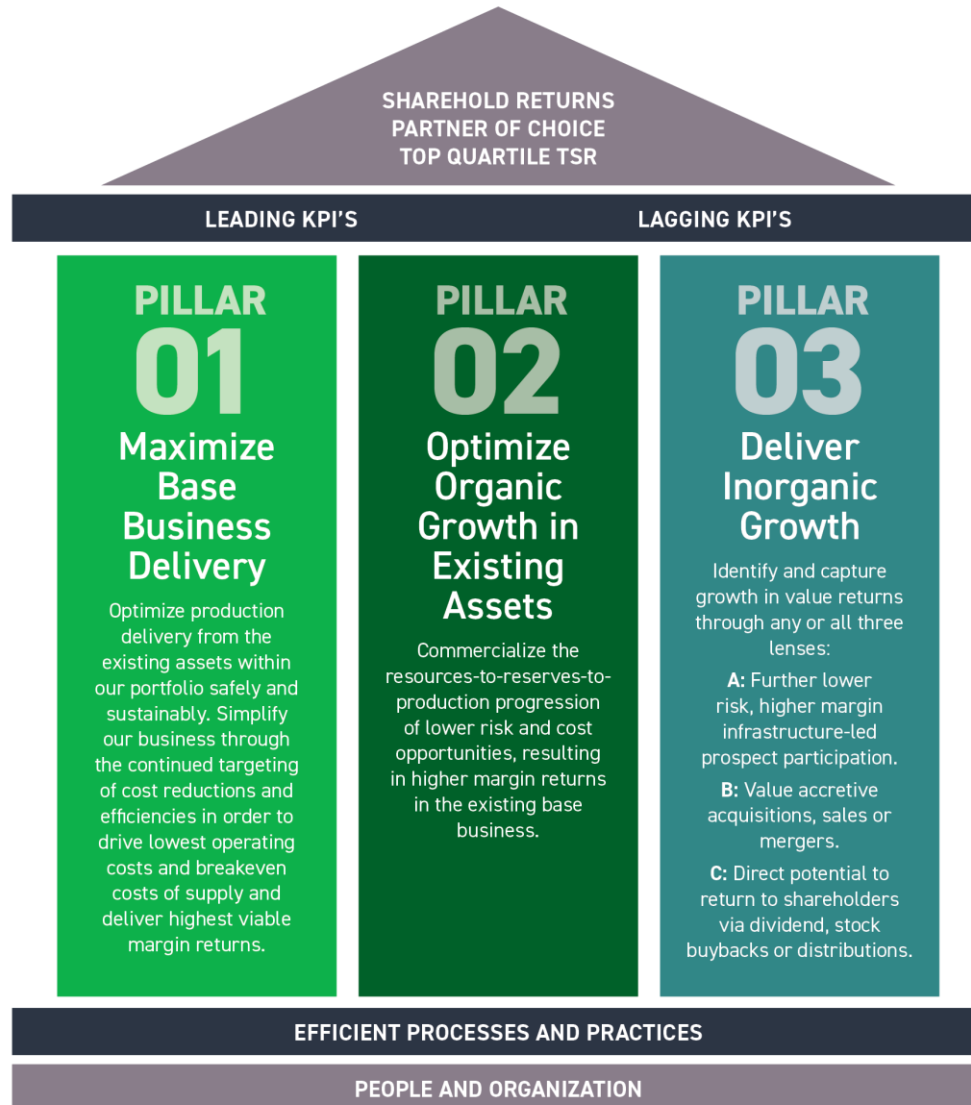 SHAREHOLD RETURNS
PARTNER OF CHOICE
TOP QUARTILE TSR
LEADING KPI'S
LAGGING KPI'S
PILLAR
01
Maximize
Base
Business
Delivery
Optimize production
delivery from the
existing assets within
our portfolio safely and
sustainably. Simplify
our business through
the continued targeting
of cost reductions and
efficiencies in order to
drive lowest operating
costs and breakeven
costs of supply and
deliver highest viable
margin returns.
PILLAR
02
Optimize
Organic
Growth in
Existing
Assets
Commercialize the
resources-to-reserves-to-
production progression
of lower risk and cost
opportunities, resulting
in higher margin returns
in the existing base
business.
PILLAR
03
Deliver
Inorganic
Growth
Identify and capture
growth in value returns
through any or all three
lenses:
A: Further lower
risk, higher margin
infrastructure-led
prospect participation.
B: Value accretive
acquisitions, sales or
mergers.
C: Direct potential to
return to shareholders
via dividend, stock
buybacks or distributions.
EFFICIENT PROCESSES AND PRACTICES
PEOPLE AND ORGANIZATION